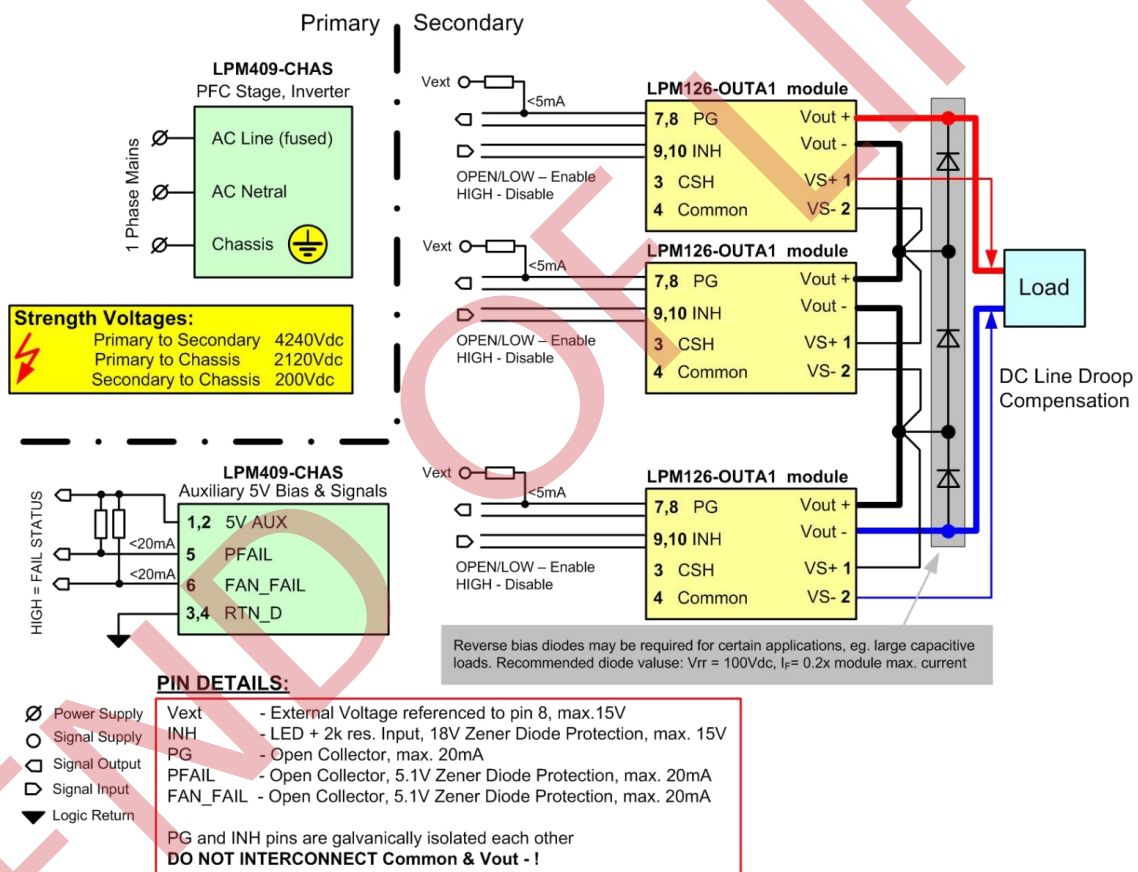 Primary
Secondary
LPM409-CHAS
PFC Stage, Inverter
1 Phase Mains
AC Line (fused)
AC Netral
Chassis
Strength Voltages:
Primary to Secondary 4240Vdc
Primary to Chassis 2120Vdc
Secondary to Chassis 200Vdc
LPM409-CHAS
Auxiliary 5V Bias & Signals
HIGH = FAIL STATUS
<20mA
<20mA
1,2 5V AUX
5 PFAIL
6 FAN_FAIL
3,4 RTN_D
Vext
<5mA
OPEN/LOW – Enable
HIGH - Disable
LPM126-OUTA1 module
7,8 PG Vout +
Vout -
9,10 INH
3 CSH VS+ 1
4 Common VS- 2
Vext
<5mA
OPEN/LOW – Enable
HIGH - Disable
LPM126-OUTA1 module
7,8 PG Vout +
9,10 INH Vout -
3 CSH VS+ 1
4 Common VS- 2
Vext
<5mA
OPEN/LOW – Enable
HIGH - Disable
LPM126-OUTA1 module
7,8 PG Vout +
9,10 INH Vout -
3 CSH VS+ 1
4 Common VS- 2
Load
DC Line Droop
Compensation
Reverse bias diodes may be required for certain applications, eg. large capacitive
loads. Recommended diode valuse: Vrr = 100Vdc, IF= 0.2x module max. current
PIN DETAILS:
Power Supply
Signal Supply
Signal Output
Signal Input
Logic Return
Vext - External Voltage referenced to pin 8, max.15V
INH - LED + 2k res. Input, 18V Zener Diode Protection, max. 15V
PG - Open Collector, max. 20mA
PFAIL - Open Collector, 5.1V Zener Diode Protection, max. 20mA
FAN_FAIL - Open Collector, 5.1V Zener Diode Protection, max. 20mA
PG and INH pins are galvanically isolated each other
DO NOT INTERCONNECT Common & Vout - !
END OF LIF